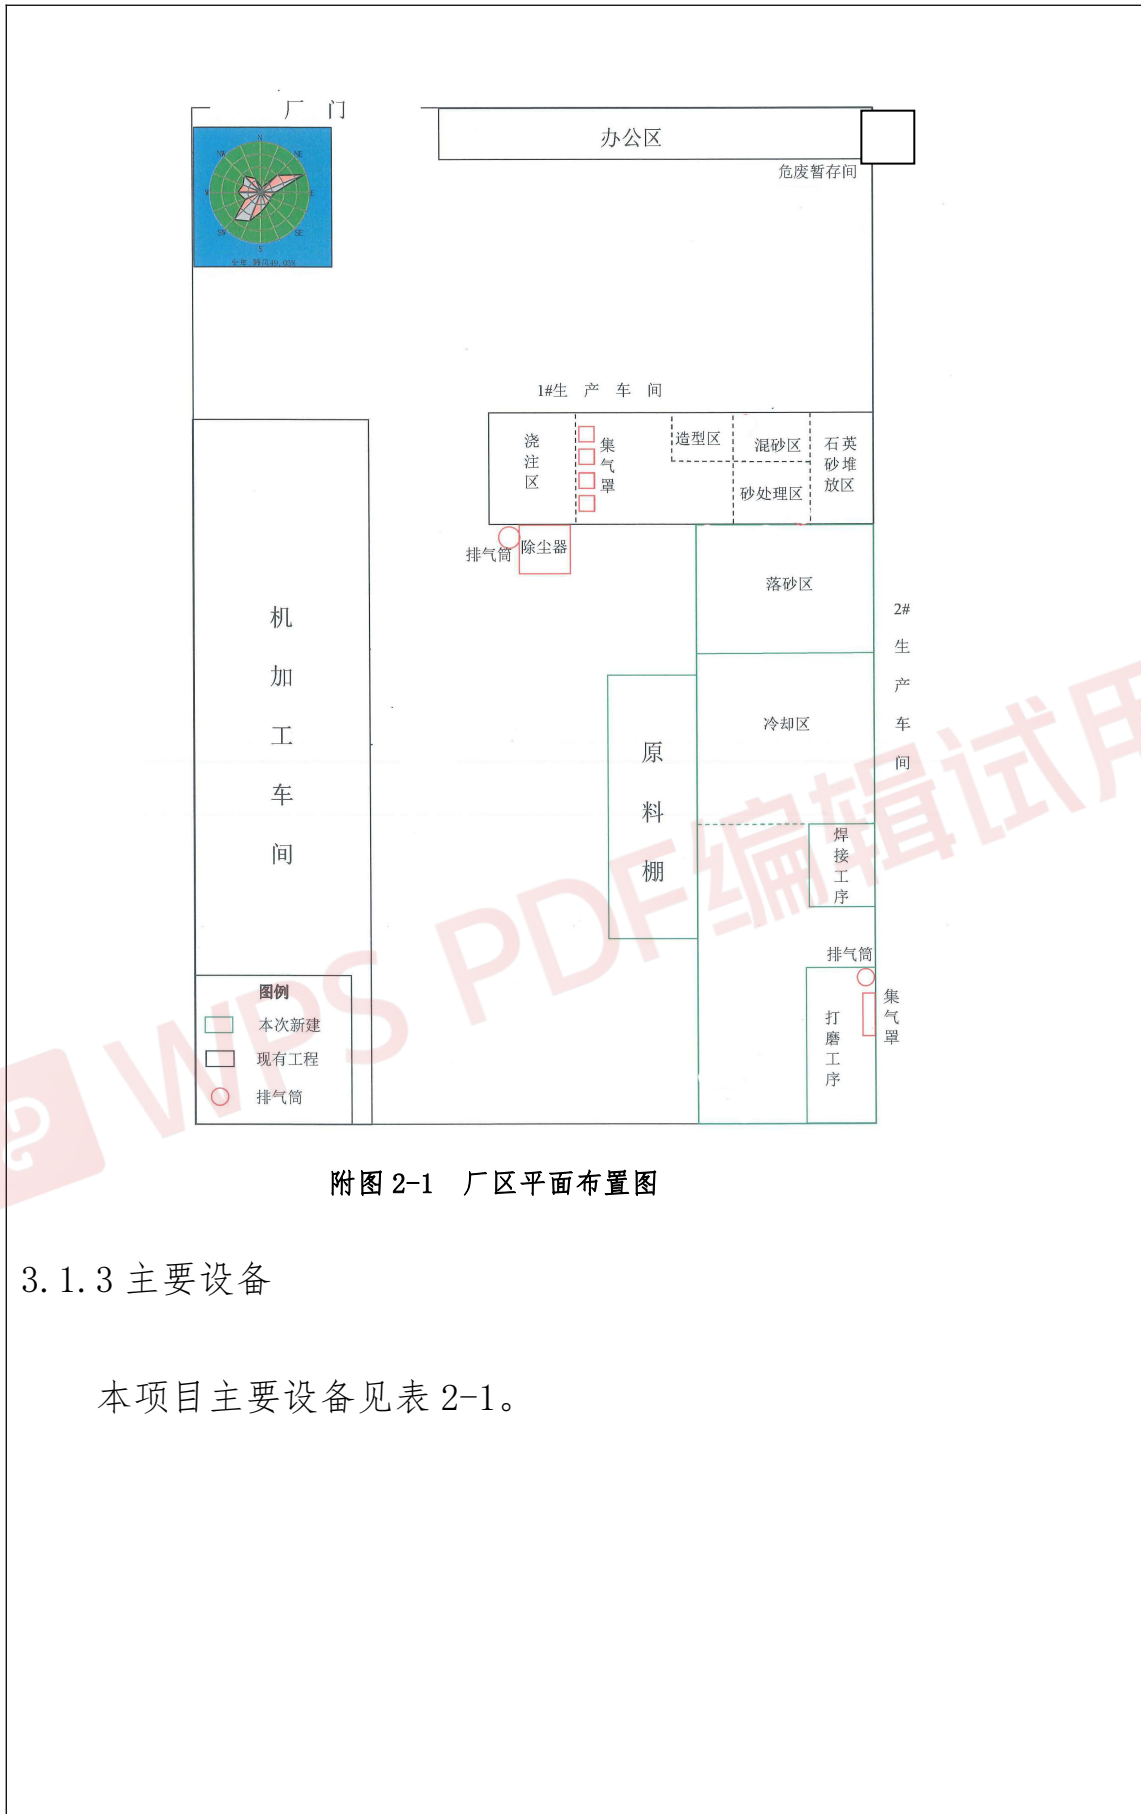 厂 门
办公区
危废暂存间
N
NW
NE
W
E
SW
SE
S
1#生 产 车 间
浇注区
集气罩
造型区
混砂区
砂处理区
石英
砂堆
放区
排气筒
除尘器
落砂区
2#生产车间
冷却区
机加工车间
原料棚
焊接工序
排气筒
集气罩
打磨工序
图例
本次新建
现有工程
排气筒
附图 2-1 厂区平面布置图
3.1.3 主要设备
本项目主要设备见表 2-1。
WPS PDF编辑试用